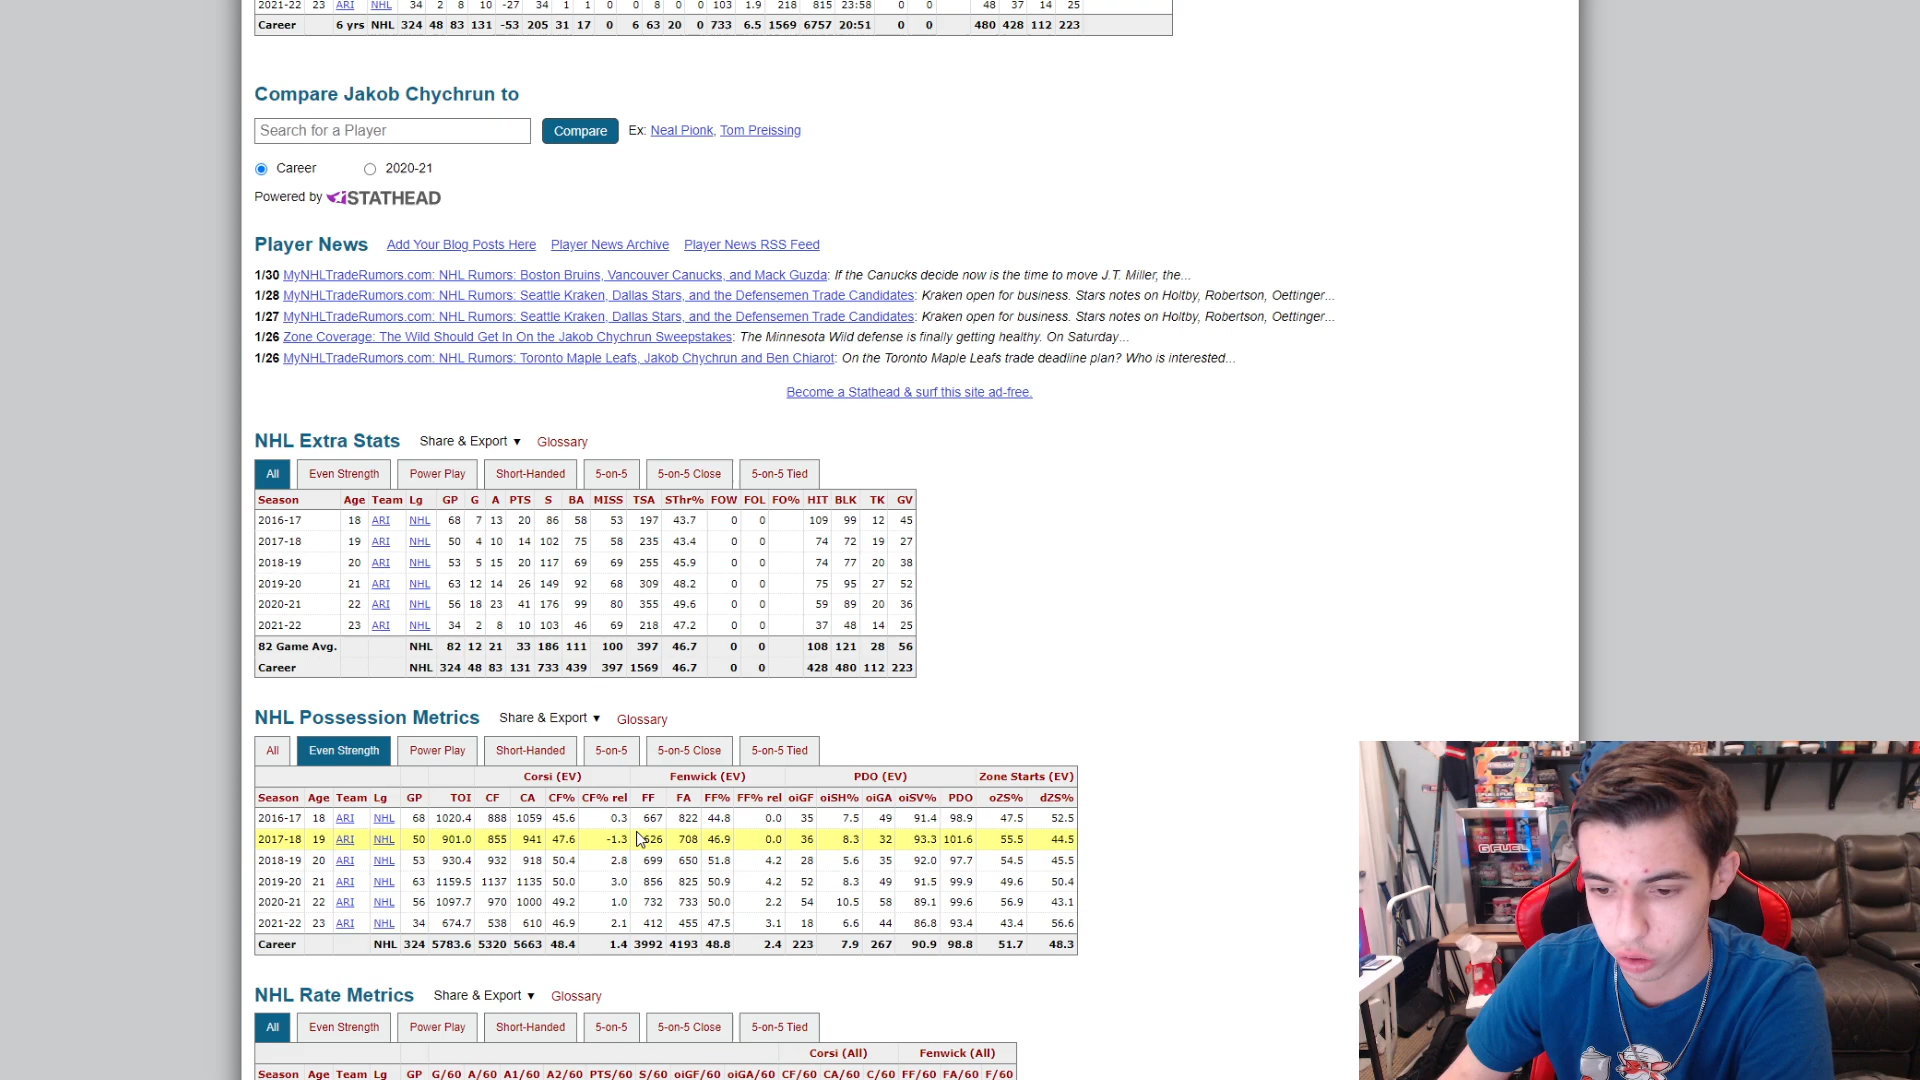 2021-22 23 ARI NHL 34 2 8 10 -27 34 1 1 0 0 8 0 0 103 1.9 218 815 23:58 0 0 48 37 14 25
Career 6 yrs NHL 324 48 83 131 -53 205 31 17 0 6 63 20 0 733 6.5 1569 6757 20:51 0 0 480 428 112 223
Compare Jakob Chychrun to
Search for a Player Compare Ex: Neal Pionk, Tom Preissing
Career 2020-21
Powered by STATHEAD
Player News Add Your Blog Posts Here Player News Archive Player News RSS Feed
1/30 MyNHLTradeRumors.com: NHL Rumors: Boston Bruins, Vancouver Canucks, and Mack Guzda: If the Canucks decide now is the time to move J.T. Miller, the...
1/28 MyNHLTradeRumors.com: NHL Rumors: Seattle Kraken, Dallas Stars, and the Defensemen Trade Candidates: Kraken open for business. Stars notes on Holtby, Robertson, Oettinger...
1/27 MyNHLTradeRumors.com: NHL Rumors: Seattle Kraken, Dallas Stars, and the Defensemen Trade Candidates: Kraken open for business. Stars notes on Holtby, Robertson, Oettinger...
1/26 Zone Coverage: The Wild Should Get In On the Jakob Chychrun Sweepstakes: The Minnesota Wild defense is finally getting healthy. On Saturday...
1/26 MyNHLTradeRumors.com: NHL Rumors: Toronto Maple Leafs, Jakob Chychrun and Ben Chiarot: On the Toronto Maple Leafs trade deadline plan? Who is interested...
Become a Stathead & surf this site ad-free.
NHL Extra Stats Share & Export ▼ Glossary
All Even Strength Power Play Short-Handed 5-on-5 5-on-5 Close 5-on-5 Tied
Season Age Team Lg GP G A PTS S BA MISS TSA SThr% FOW FOL FO% HIT BLK TK GV
2016-17 18 ARI NHL 68 7 13 20 86 58 53 197 43.7 0 0 109 99 12 45
2017-18 19 ARI NHL 50 4 10 14 102 75 58 235 43.4 0 0 74 72 19 27
2018-19 20 ARI NHL 53 5 15 20 117 69 69 255 45.9 0 0 74 77 20 38
2019-20 21 ARI NHL 63 12 14 26 149 92 68 309 48.2 0 0 75 95 27 52
2020-21 22 ARI NHL 56 18 23 41 176 99 80 355 49.6 0 0 59 89 20 36
2021-22 23 ARI NHL 34 2 8 10 103 46 69 218 47.2 0 0 37 48 14 25
82 Game Avg. NHL 82 12 21 33 186 111 100 397 46.7 0 0 108 121 28 56
Career NHL 324 48 83 131 733 439 397 1569 46.7 0 0 428 480 112 223
NHL Possession Metrics Share & Export ▼ Glossary
All Even Strength Power Play Short-Handed 5-on-5 5-on-5 Close 5-on-5 Tied
Corsi (EV) Fenwick (EV) PDO (EV) Zone Starts (EV)
Season Age Team Lg GP TOI CF CA CF% CF% rel FF FA FF% FF% rel oiGF oiSH% oiGA oiSV% PDO oZS% dZS%
2016-17 18 ARI NHL 68 1020.4 888 1059 45.6 0.3 667 822 44.8 0.0 35 7.5 49 91.4 98.9 47.5 52.5
2017-18 19 ARI NHL 50 901.0 855 941 47.6 -1.3 626 708 46.9 0.0 36 8.3 32 93.3 101.6 55.5 44.5
2018-19 20 ARI NHL 53 930.4 932 918 50.4 2.8 699 650 51.8 4.2 28 5.6 35 92.0 97.7 54.5 45.5
2019-20 21 ARI NHL 63 1159.5 1137 1135 50.0 3.0 856 825 50.9 4.2 52 8.3 49 91.5 99.9 49.6 50.4
2020-21 22 ARI NHL 56 1097.7 970 1000 49.2 1.0 732 733 50.0 2.2 54 10.5 58 89.1 99.6 56.9 43.1
2021-22 23 ARI NHL 34 674.7 538 610 46.9 2.1 412 455 47.5 3.1 18 6.6 44 86.8 93.4 43.4 56.6
Career NHL 324 5783.6 5320 5663 48.4 1.4 3992 4193 48.8 2.4 223 7.9 267 90.9 98.8 51.7 48.3
NHL Rate Metrics Share & Export ▼ Glossary
All Even Strength Power Play Short-Handed 5-on-5 5-on-5 Close 5-on-5 Tied
Corsi (All) Fenwick (All)
Season Age Team Lg GP G/60 A/60 A1/60 A2/60 PTS/60 S/60 oiGF/60 oiGA/60 CF/60 CA/60 C/60 FF/60 FA/60 F/60
G FUEL